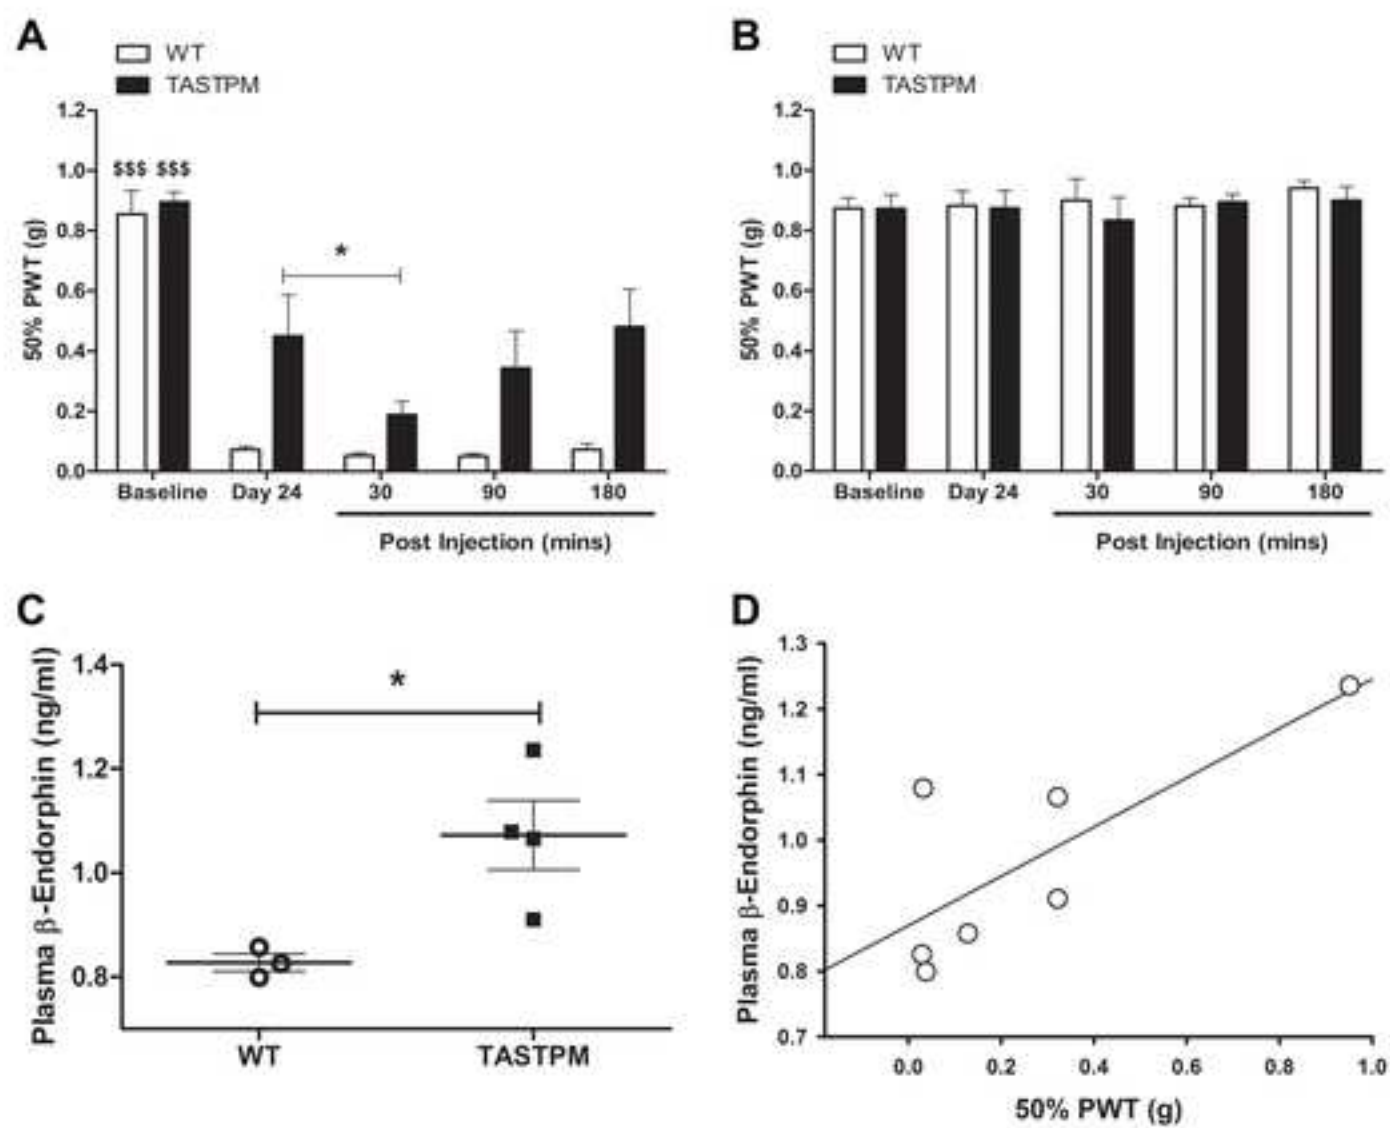 A
WT
TASTPM
1.2
1.0
0.8
0.6
0.4
0.2
0.0
50% PWT (g)
$$$ $$$
*
Baseline Day 24 30 90 180
Post Injection (mins)
B
WT
TASTPM
1.2
1.0
0.8
0.6
0.4
0.2
0.0
50% PWT (g)
Baseline Day 24 30 90 180
Post Injection (mins)
C
1.4
1.2
1.0
0.8
Plasma β-Endorphin (ng/ml)
*
WT TASTPM
D
1.3
1.2
1.1
1.0
0.9
0.8
0.7
Plasma β-Endorphin (ng/ml)
0.0 0.2 0.4 0.6 0.8 1.0
50% PWT (g)